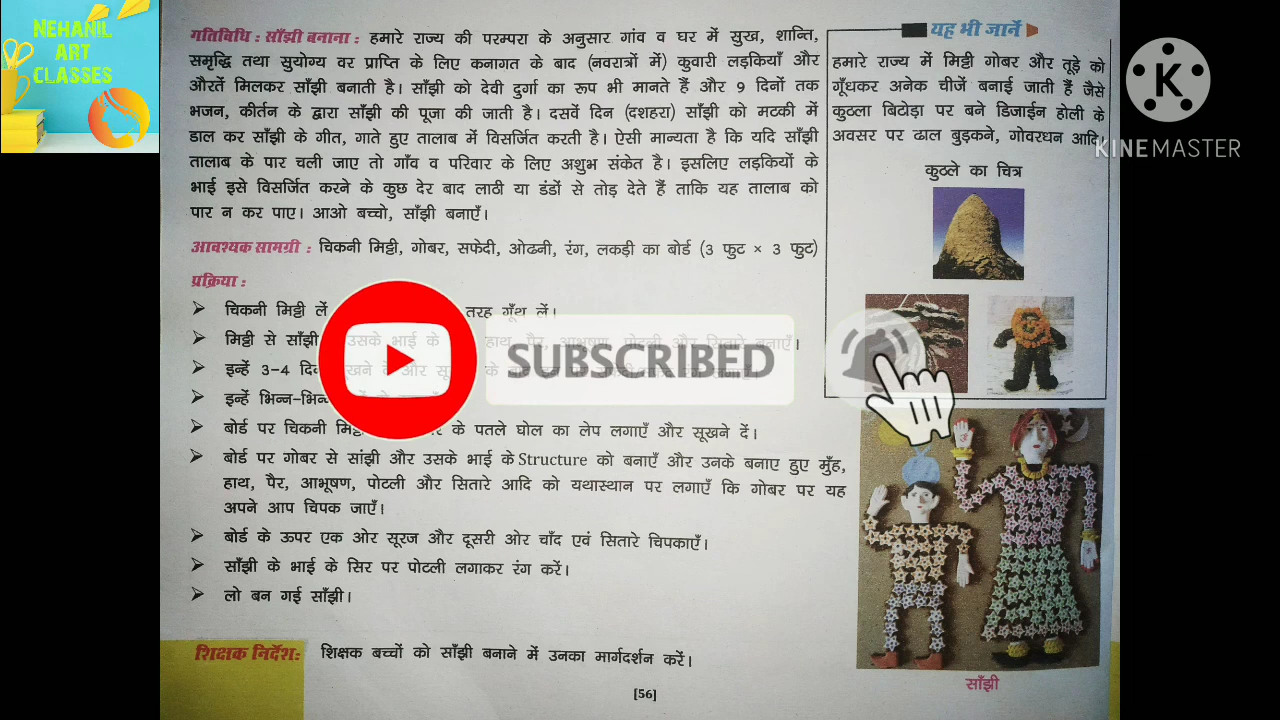 NEHANIL
ART
CLASSES
गतिविधि : साँझी बनाना : हमारे राज्य की परम्परा के अनुसार गांव व घर में सुख, शान्ति,
समृद्धि तथा सुयोग्य वर प्राप्ति के लिए कनागत के बाद (नवरात्रों में) कुवारी लड़कियाँ और
औरतें मिलकर साँझी बनाती है। साँझी को देवी दुर्गा का रूप भी मानते हैं और 9 दिनों तक
भजन, कीर्तन के द्वारा साँझी की पूजा की जाती है। दसवें दिन (दशहरा) साँझी को मटकी में
डाल कर साँझी के गीत, गाते हुए तालाब में विसर्जित करती है। ऐसी मान्यता है कि यदि साँझी
तालाब के पार चली जाए तो गाँव व परिवार के लिए अशुभ संकेत है। इसलिए लड़कियों के
भाई इसे विसर्जित करने के कुछ देर बाद लाठी या डंडों से तोड़ देते हैं ताकि यह तालाब को
पार न कर पाए। आओ बच्चो, साँझी बनाएँ।
आवश्यक सामग्री : चिकनी मिट्टी, गोबर, सफेदी, ओढनी, रंग, लकड़ी का बोर्ड (3 फुट × 3 फुट)
प्रक्रिया :
➢ चिकनी मिट्टी लें तरह गूँथ लें।
➢ मिट्टी से साँझी उसके भाई के हाथ, पैर, आभूषण, पोटली और सितारे बनाएँ।
➢ इन्हें 3-4 रखने और
➢ इन्हें
➢ बोर्ड पर चिकनी के पतले घोल का लेप लगाएँ और सूखने दें।
➢ बोर्ड पर गोबर से सांझी और उसके भाई के Structure को बनाएँ और उनके बनाए हुए मुँह,
हाथ, पैर, आभूषण, पोटली और सितारे आदि को यथास्थान पर लगाएँ कि गोबर पर यह
अपने आप चिपक जाएँ।
➢ बोर्ड के ऊपर एक ओर सूरज और दूसरी ओर चाँद एवं सितारे चिपकाएँ।
➢ साँझी के भाई के सिर पर पोटली लगाकर रंग करें।
➢ लो बन गई साँझी।
शिक्षक निर्देश: शिक्षक बच्चों को साँझी बनाने में उनका मार्गदर्शन करें।
[56]
यह भी जानें
हमारे राज्य में मिट्टी गोबर और तूड़े को
गूँधकर अनेक चीजें बनाई जाती हैं जैसे
कुठला बिटोड़ा पर बने डिजाईन होली के
अवसर पर ढाल बुड़कने, गोवरधन आदि।
कुठले का चित्र
साँझी
SUBSCRIBED
K
KINEMASTER